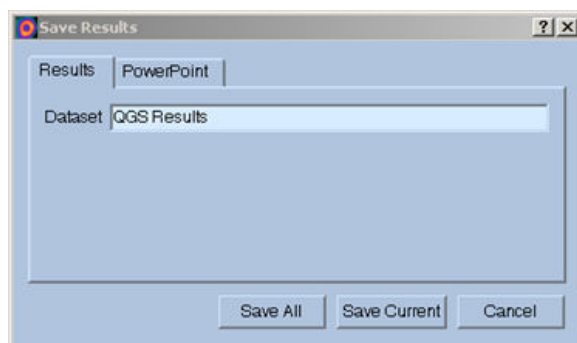 Save Results
Results PowerPoint
Dataset QGS Results
Save All Save Current Cancel